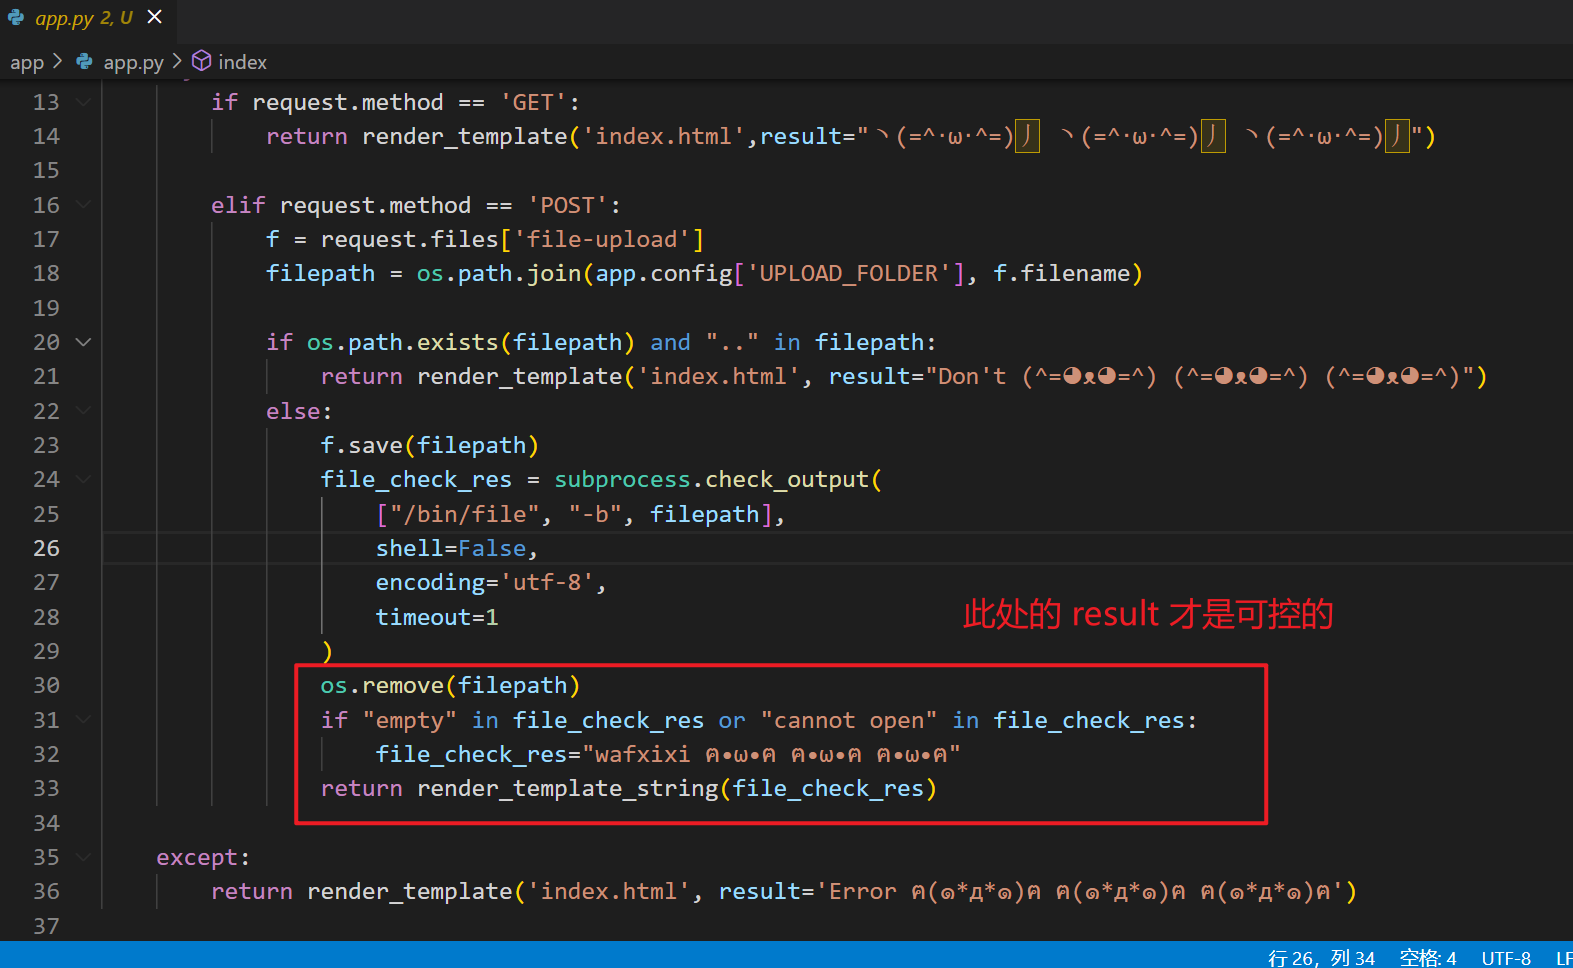 app.py 2, U
app > app.py > index
13 if request.method == 'GET':
14 return render_template('index.html',result="ヽ(=^·ω·^=)丿 ヽ(=^·ω·^=)丿 ヽ(=^·ω·^=)丿")
15
16 elif request.method == 'POST':
17 f = request.files['file-upload']
18 filepath = os.path.join(app.config['UPLOAD_FOLDER'], f.filename)
19
20 if os.path.exists(filepath) and ".." in filepath:
21 return render_template('index.html', result="Don't (^=◕ᴥ◕=^) (^=◕ᴥ◕=^) (^=◕ᴥ◕=^)")
22 else:
23 f.save(filepath)
24 file_check_res = subprocess.check_output(
25 ["/bin/file", "-b", filepath],
26 shell=False,
27 encoding='utf-8',
28 timeout=1
此处的 result 才是可控的
29 )
30 os.remove(filepath)
31 if "empty" in file_check_res or "cannot open" in file_check_res:
32 file_check_res="wafxixi ฅ•ω•ฅ ฅ•ω•ฅ ฅ•ω•ฅ"
33 return render_template_string(file_check_res)
34
35 except:
36 return render_template('index.html', result='Error ฅ(๑*д*๑)ฅ ฅ(๑*д*๑)ฅ ฅ(๑*д*๑)ฅ')
37
行 26，列 34 空格: 4 UTF-8 LF